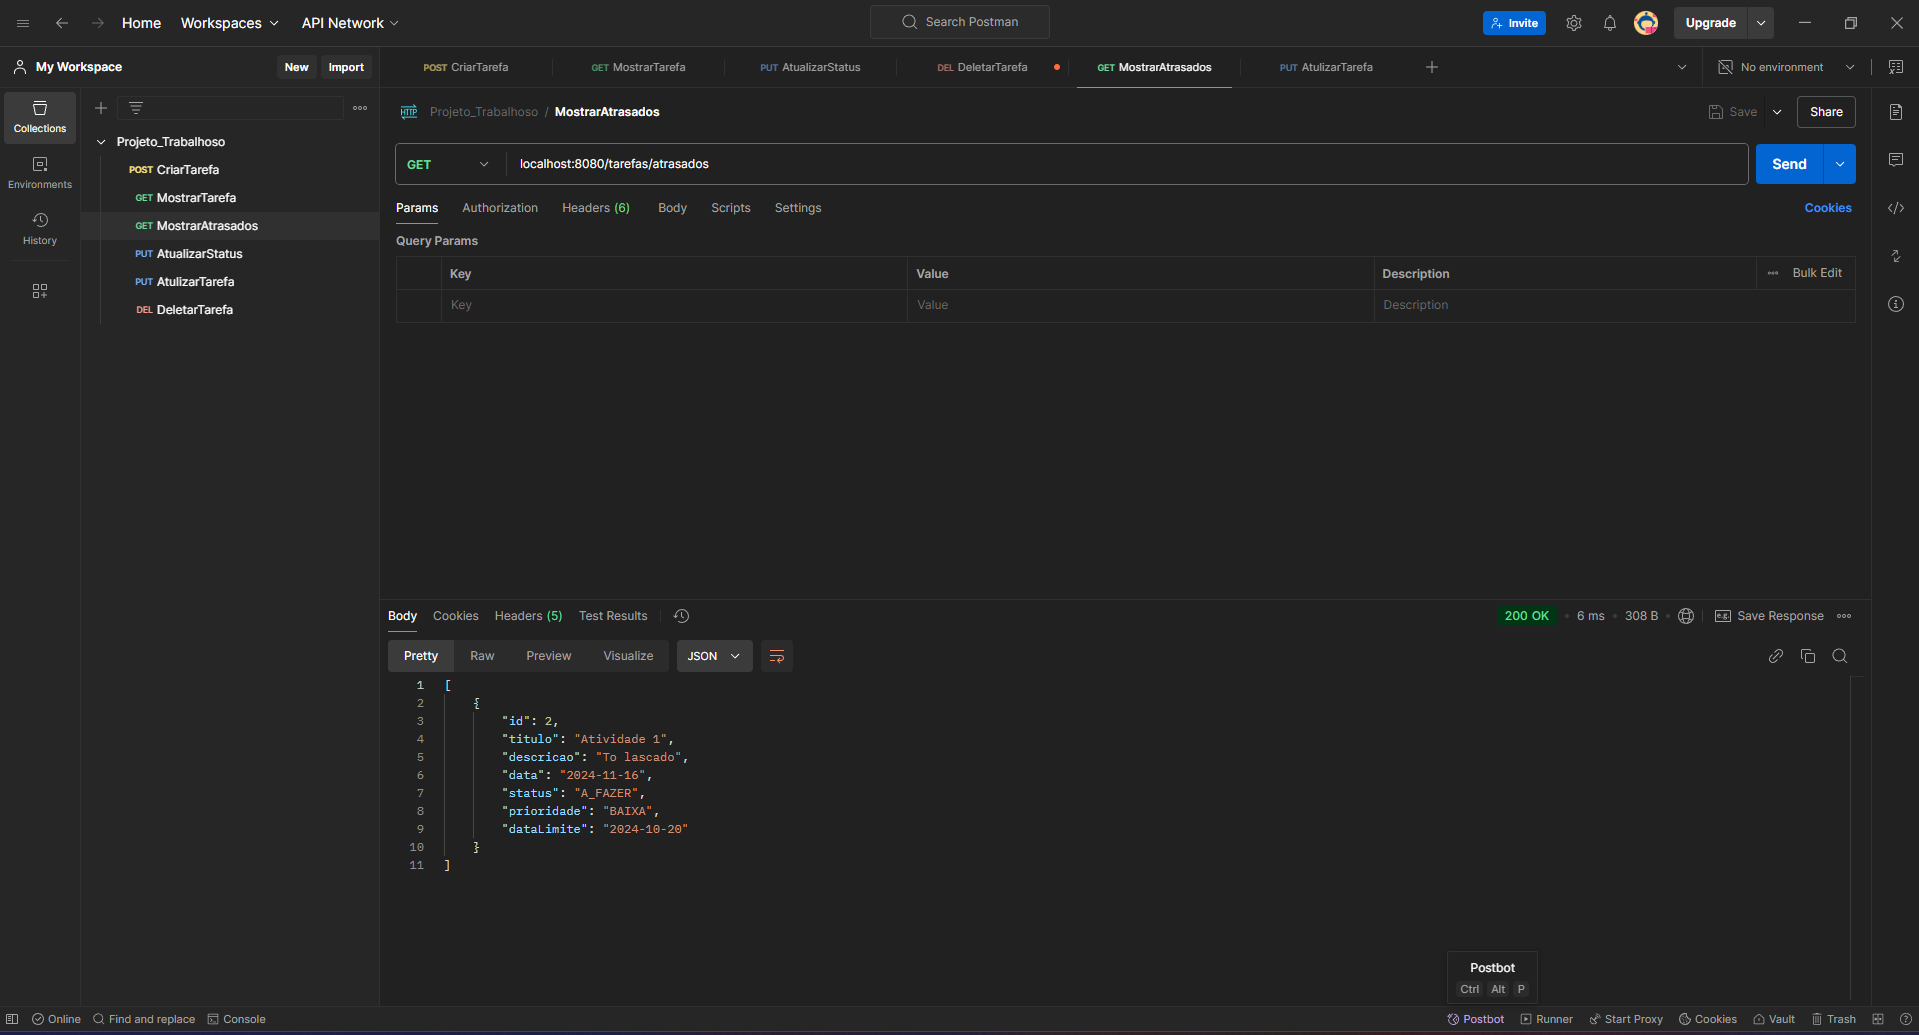 Home Workspaces API Network Search Postman Invite Upgrade
My Workspace New Import POST CriarTarefa GET MostrarTarefa PUT AtualizarStatus DEL DeletarTarefa GET MostrarAtrasados PUT AtulizarTarefa No environment
Collections
Environments
History
Projeto_Trabalhoso
POST CriarTarefa
GET MostrarTarefa
GET MostrarAtrasados
PUT AtualizarStatus
PUT AtulizarTarefa
DEL DeletarTarefa
HTTP Projeto_Trabalhoso / MostrarAtrasados Save Share
GET localhost:8080/tarefas/atrasados Send
Params Authorization Headers (6) Body Scripts Settings Cookies
Query Params
Key Value Description Bulk Edit
Key Value Description
Body Cookies Headers (5) Test Results 200 OK • 6 ms • 308 B • e.g. Save Response
Pretty Raw Preview Visualize JSON
1 [
2 {
3 "id": 2,
4 "titulo": "Atividade 1",
5 "descricao": "To lascado",
6 "data": "2024-11-16",
7 "status": "A_FAZER",
8 "prioridade": "BAIXA",
9 "dataLimite": "2024-10-20"
10 }
11 ]
Postbot
Ctrl Alt P
Online Find and replace Console Postbot Runner Start Proxy Cookies Vault Trash